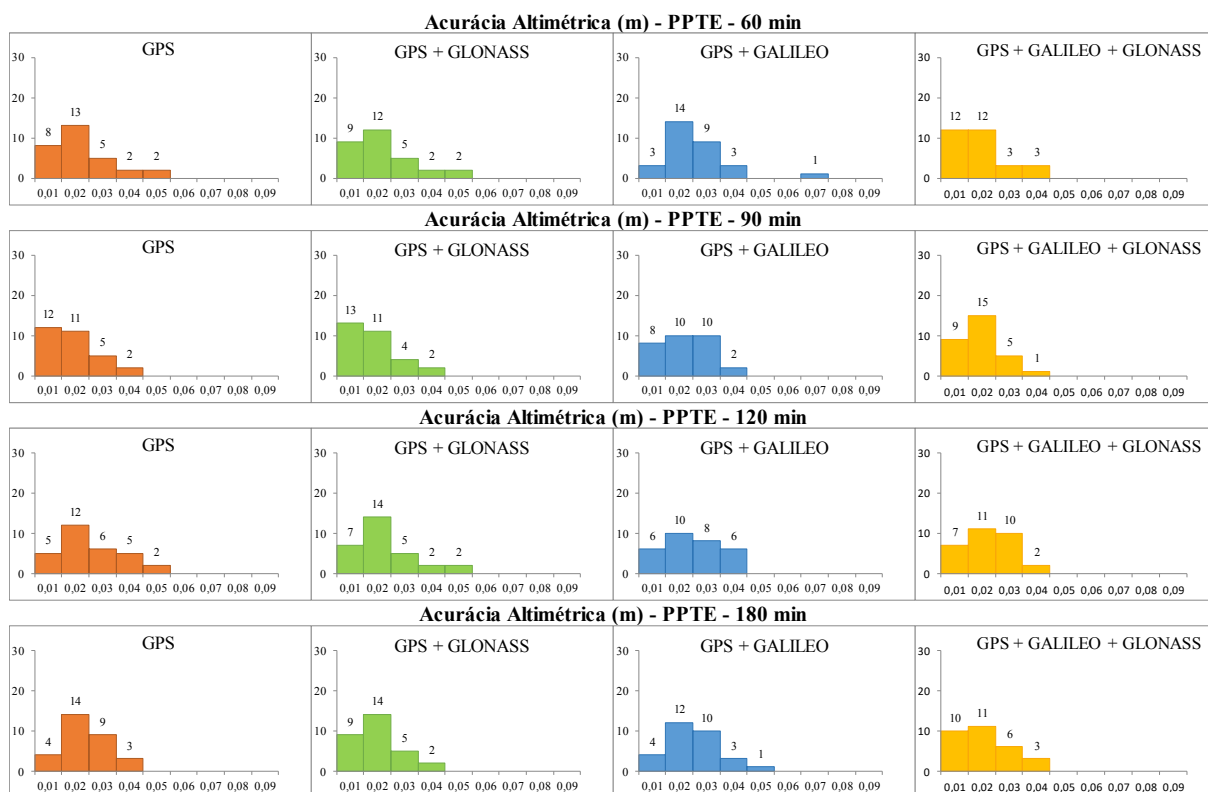 Acurácia Altimétrica (m) - PPTE - 60 min
GPS
GPS + GLONASS
GPS + GALILEO
GPS + GALILEO + GLONASS
30 20 10 0
8 13 5 2 2
0,01 0,02 0,03 0,04 0,05 0,06 0,07 0,08 0,09
30 20 10 0
9 12 5 2 2
0,01 0,02 0,03 0,04 0,05 0,06 0,07 0,08 0,09
30 20 10 0
3 14 9 3 1
0,01 0,02 0,03 0,04 0,05 0,06 0,07 0,08 0,09
30 20 10 0
12 12 3 3
0,01 0,02 0,03 0,04 0,05 0,06 0,07 0,08 0,09
Acurácia Altimétrica (m) - PPTE - 90 min
GPS
GPS + GLONASS
GPS + GALILEO
GPS + GALILEO + GLONASS
30 20 10 0
12 11 5 2
0,01 0,02 0,03 0,04 0,05 0,06 0,07 0,08 0,09
30 20 10 0
13 11 4 2
0,01 0,02 0,03 0,04 0,05 0,06 0,07 0,08 0,09
30 20 10 0
8 10 10 2
0,01 0,02 0,03 0,04 0,05 0,06 0,07 0,08 0,09
30 20 10 0
9 15 5 1
0,01 0,02 0,03 0,04 0,05 0,06 0,07 0,08 0,09
Acurácia Altimétrica (m) - PPTE - 120 min
GPS
GPS + GLONASS
GPS + GALILEO
GPS + GALILEO + GLONASS
30 20 10 0
5 12 6 5 2
0,01 0,02 0,03 0,04 0,05 0,06 0,07 0,08 0,09
30 20 10 0
7 14 5 2 2
0,01 0,02 0,03 0,04 0,05 0,06 0,07 0,08 0,09
30 20 10 0
6 10 8 6
0,01 0,02 0,03 0,04 0,05 0,06 0,07 0,08 0,09
30 20 10 0
7 11 10 2
0,01 0,02 0,03 0,04 0,05 0,06 0,07 0,08 0,09
Acurácia Altimétrica (m) - PPTE - 180 min
GPS
GPS + GLONASS
GPS + GALILEO
GPS + GALILEO + GLONASS
30 20 10 0
4 14 9 3
0,01 0,02 0,03 0,04 0,05 0,06 0,07 0,08 0,09
30 20 10 0
9 14 5 2
0,01 0,02 0,03 0,04 0,05 0,06 0,07 0,08 0,09
30 20 10 0
4 12 10 3 1
0,01 0,02 0,03 0,04 0,05 0,06 0,07 0,08 0,09
30 20 10 0
10 11 6 3
0,01 0,02 0,03 0,04 0,05 0,06 0,07 0,08 0,09